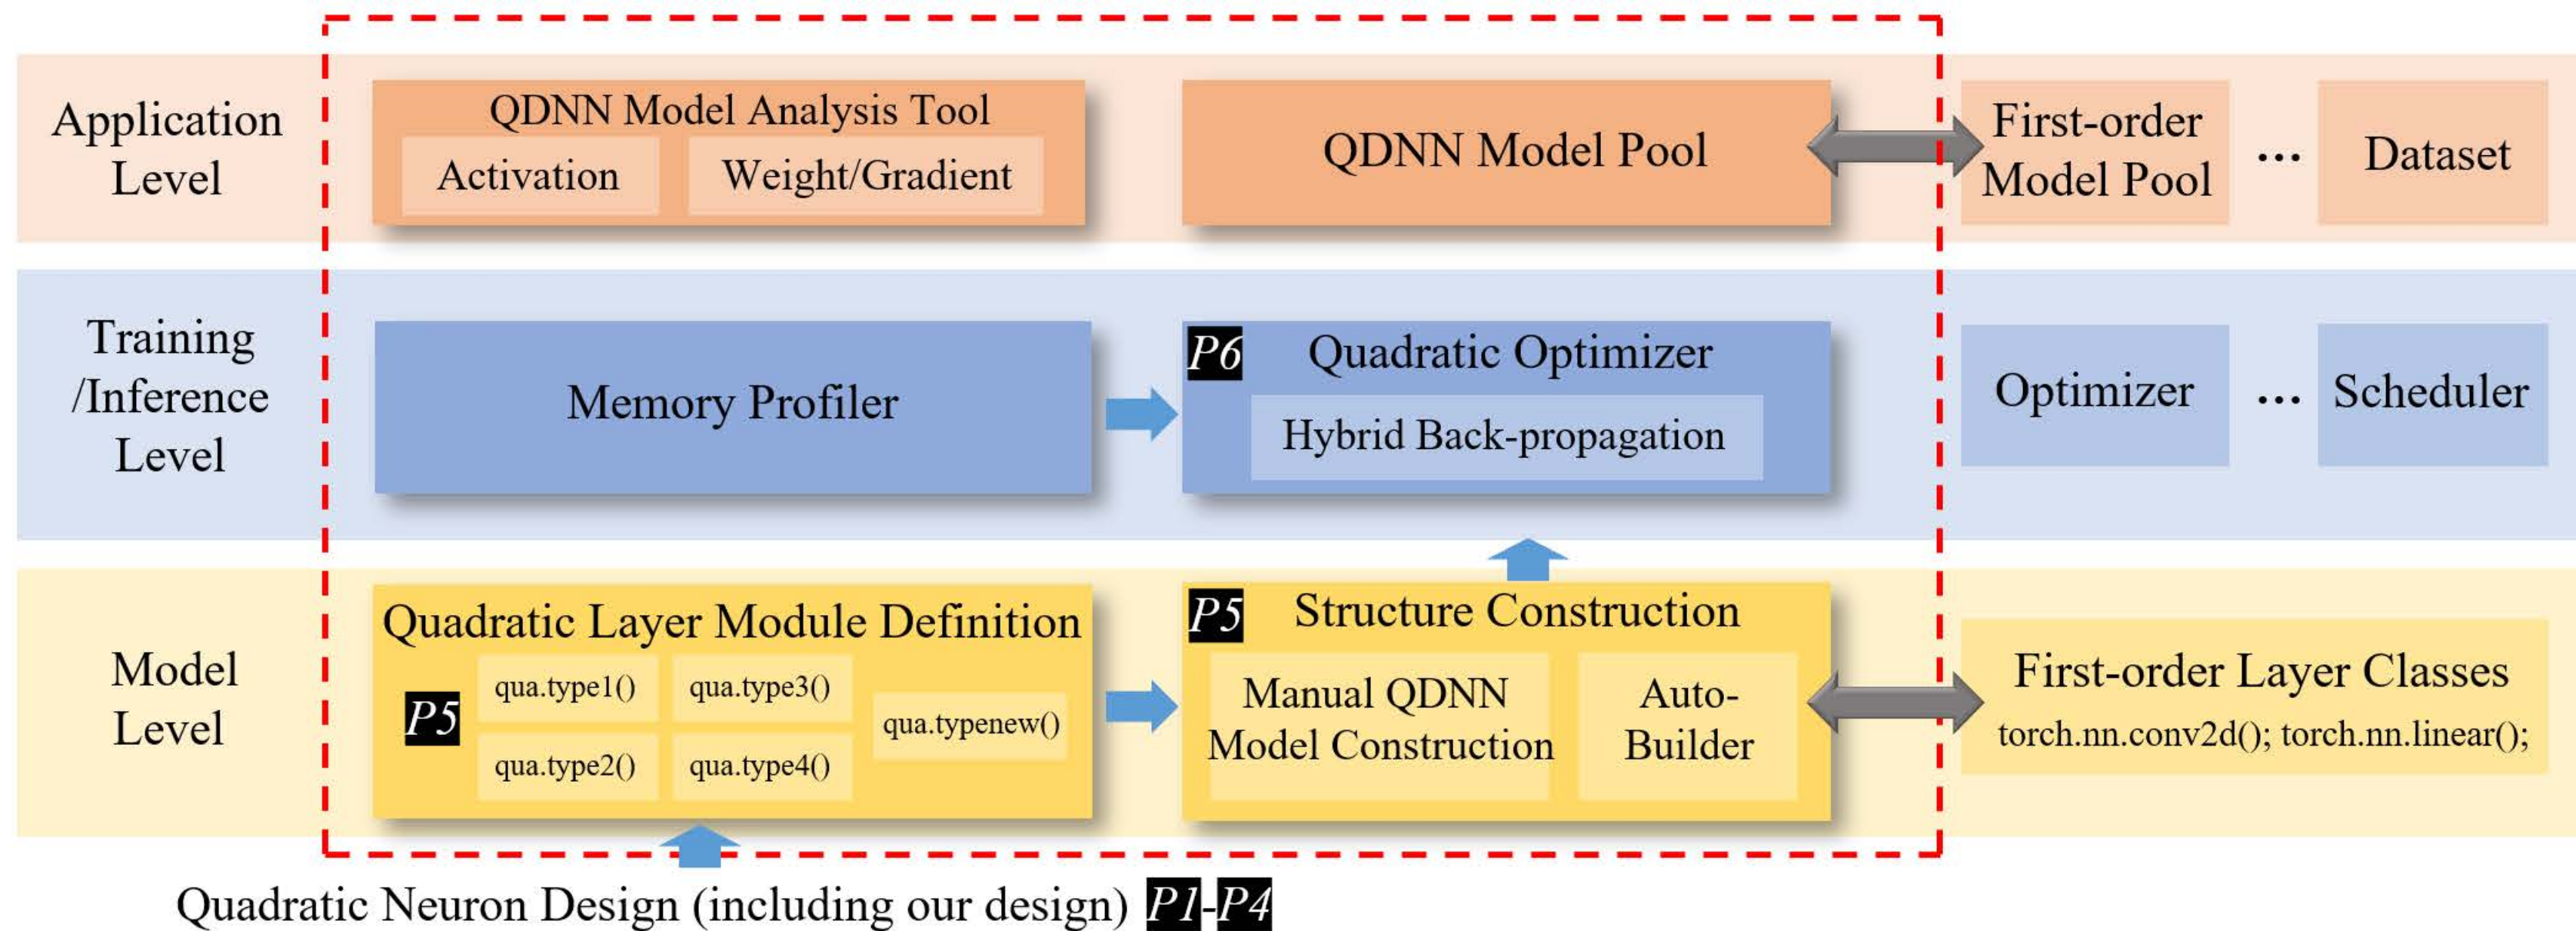 Application
Level
QDNN Model Analysis Tool
Activation
Weight/Gradient
QDNN Model Pool
First-order
Model Pool
...
Dataset
Training
/Inference
Level
Memory Profiler
P6
Quadratic Optimizer
Hybrid Back-propagation
Optimizer
...
Scheduler
Model
Level
Quadratic Layer Module Definition
P5
qua.type1()
qua.type3()
qua.type2()
qua.type4()
qua.typenew()
P5
Structure Construction
Manual QDNN
Model Construction
Auto-
Builder
First-order Layer Classes
torch.nn.conv2d(); torch.nn.linear();
Quadratic Neuron Design (including our design) P1-P4